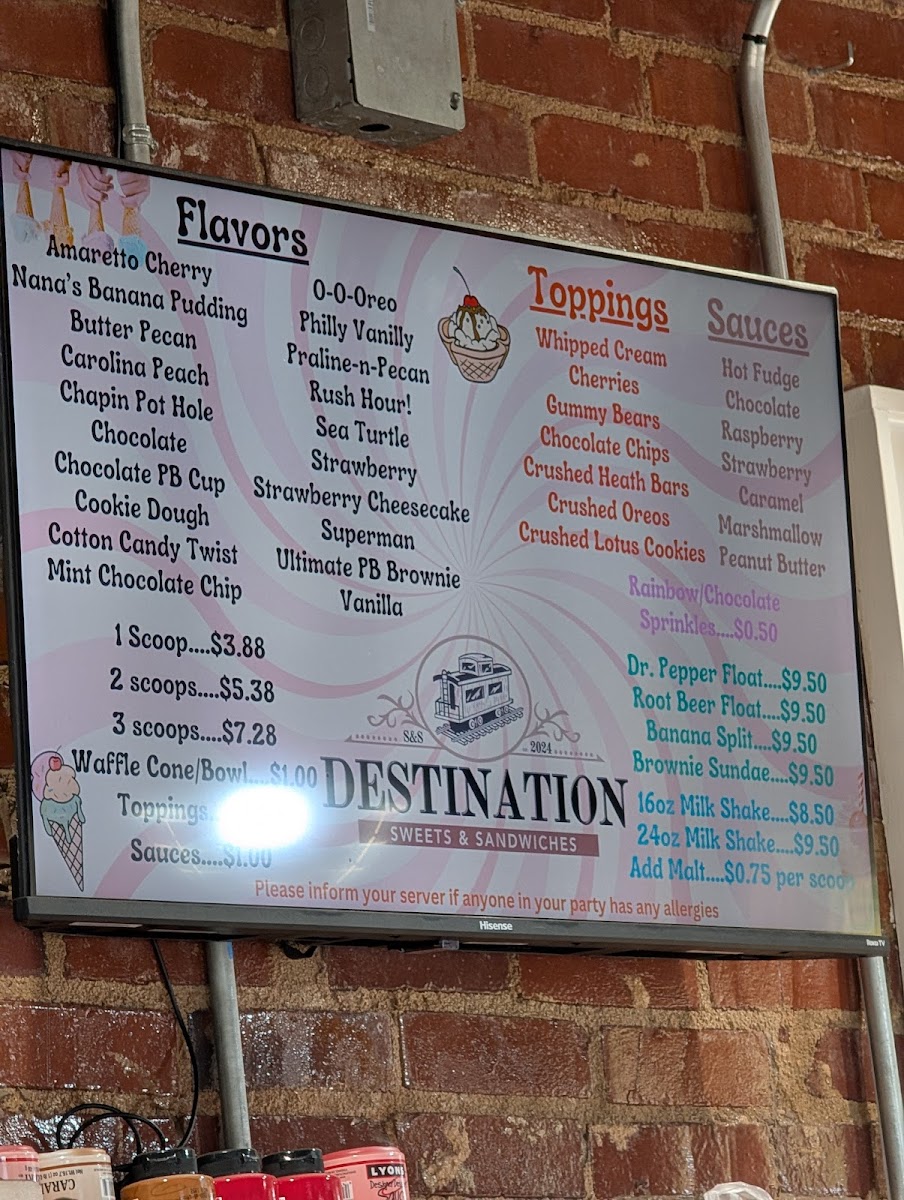 Flavors
Amaretto Cherry
Nana's Banana Pudding
Butter Pecan
Carolina Peach
Chapin Pot Hole
Chocolate
Chocolate PB Cup
Cookie Dough
Cotton Candy Twist
Mint Chocolate Chip
O-O-Oreo
Philly Vanilly
Praline-n-Pecan
Rush Hour!
Sea Turtle
Strawberry
Strawberry Cheesecake
Superman
Ultimate PB Brownie
Vanilla
1 Scoop....$3.88
2 scoops....$5.38
3 scoops....$7.28
Waffle Cone/Bowl....$1.00
Toppings
Sauces....$1.00
Toppings
Whipped Cream
Cherries
Gummy Bears
Chocolate Chips
Crushed Heath Bars
Crushed Oreos
Crushed Lotus Cookies
Sauces
Hot Fudge
Chocolate
Raspberry
Strawberry
Caramel
Marshmallow
Peanut Butter
Rainbow/Chocolate
Sprinkles....$0.50
Dr. Pepper Float....$9.50
Root Beer Float....$9.50
Banana Split....$9.50
Brownie Sundae....$9.50
16oz Milk Shake....$8.50
24oz Milk Shake....$9.50
Add Malt....$0.75 per scoop
S&S
2024
DESTINATION
SWEETS & SANDWICHES
Please inform your server if anyone in your party has any allergies
Hisense
Roku TV
LYONS